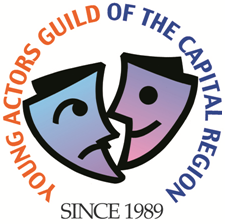 YOUNG ACTORS GUILD OF THE CAPITAL REGION
SINCE 1989